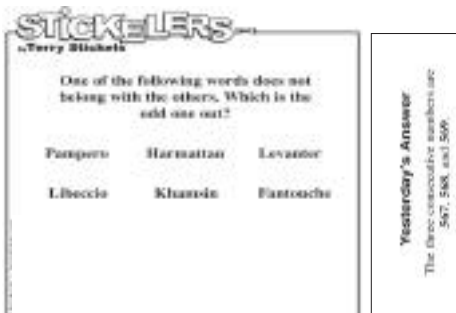 STICKELERS
by Terry Stickels
One of the following words does not
belong with the others. Which is the
odd one out?
Pampero Harmattan Levanter
Libeccio Khamsin Fantouche
Yesterday's Answer
The three consecutive numbers are
567, 568, and 569.